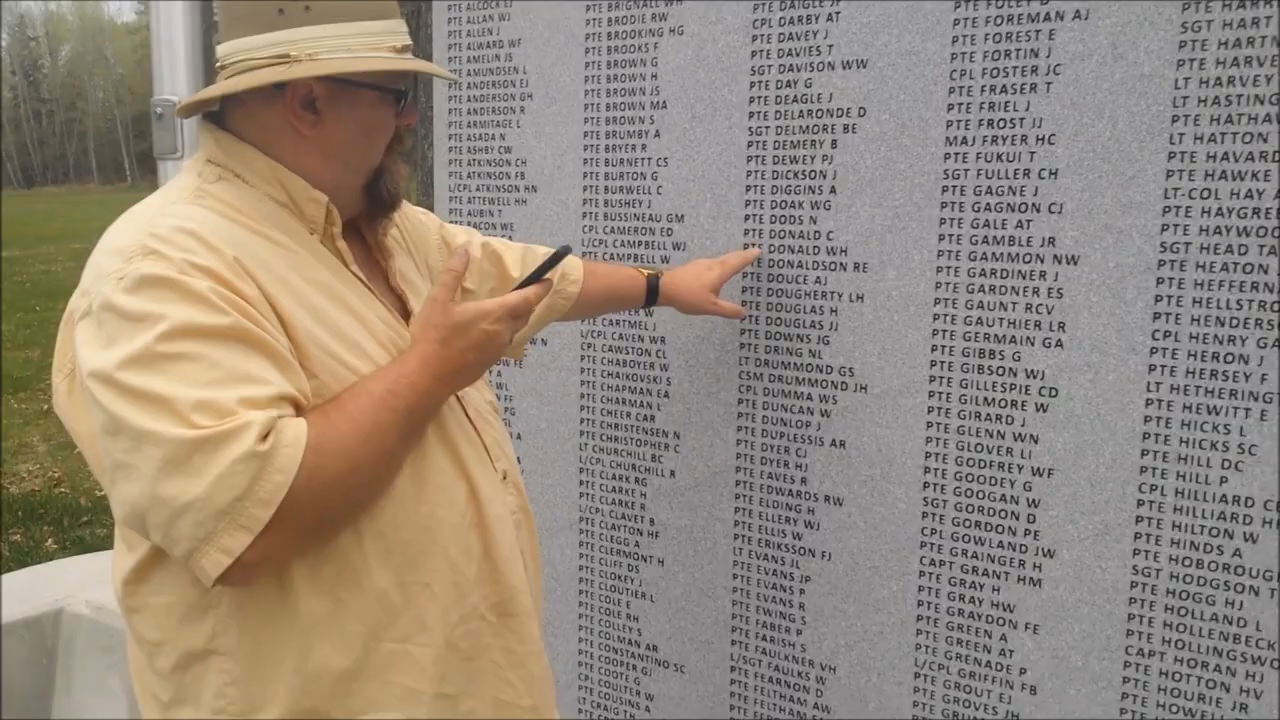 PTE ALCOCK EJ
PTE ALLAN WJ
PTE ALLEN J
PTE ALWARD WF
PTE AMELIN JS
PTE AMUNDSEN L
PTE ANDERSON EJ
PTE ANDERSON GH
PTE ANDERSON R
PTE ARMITAGE L
PTE ASADA N
PTE ASHBY CW
PTE ATKINSON CH
PTE ATKINSON FB
L/CPL ATKINSON HN
PTE ATTEWELL HH
PTE AUBIN T
PTE BACON WE
PTE BRIGNALL WH
PTE BRODIE RW
PTE BROOKING HG
PTE BROOKS F
PTE BROWN G
PTE BROWN H
PTE BROWN JS
PTE BROWN MA
PTE BROWN S
PTE BRUMBY A
PTE BRYER R
PTE BURNETT CS
PTE BURTON G
PTE BURWELL C
PTE BUSHEY J
PTE BUSSINEAU GM
CPL CAMERON ED
L/CPL CAMPBELL WJ
PTE CAMPBELL W
PTE CARTMEL J
L/CPL CAVEN WR
PTE CAWSTON CL
PTE CHABOYER W
PTE CHAIKOVSKI S
PTE CHAPMAN EA
PTE CHARMAN L
PTE CHEER CAR
PTE CHRISTENSEN N
PTE CHRISTOPHER C
LT CHURCHILL BC
L/CPL CHURCHILL R
PTE CLARK RG
PTE CLARKE H
PTE CLARKE R
L/CPL CLAVET B
PTE CLAYTON HF
PTE CLEGG A
PTE CLERMONT H
PTE CLIFF DS
PTE CLOKEY J
PTE CLOUTIER L
PTE COLE E
PTE COLE RH
PTE COLLEY S
PTE COLMAN AR
PTE CONSTANTINO SC
PTE COOPER GJ
PTE COOTE G
CPL COULTER W
PTE COUSINS A
LT CRAIG TH
PTE DAIGLE JP
CPL DARBY AT
PTE DAVEY J
PTE DAVIES T
SGT DAVISON WW
PTE DAY G
PTE DEAGLE J
PTE DELARONDE D
SGT DELMORE BE
PTE DEMERY B
PTE DEWEY PJ
PTE DICKSON J
PTE DIGGINS A
PTE DOAK WG
PTE DODS N
PTE DONALD C
PTE DONALD WH
DONALDSON RE
PTE DOUCE AJ
PTE DOUGHERTY LH
PTE DOUGLAS H
PTE DOUGLAS JJ
PTE DOWNS JG
PTE DRING NL
LT DRUMMOND GS
CSM DRUMMOND JH
CPL DUMMA WS
PTE DUNCAN W
PTE DUNLOP J
PTE DUPLESSIS AR
PTE DYER CJ
PTE DYER HJ
PTE EAVES R
PTE EDWARDS RW
PTE ELDING H
PTE ELLERY WJ
PTE ELLIS W
PTE ERIKSSON FJ
LT EVANS JL
PTE EVANS JP
PTE EVANS P
PTE EVANS R
PTE EWING S
PTE FABER P
PTE FARISH S
PTE FAULKNER VH
L/SGT FAULKS W
PTE FEARNON D
PTE FELTHAM AW
PTE FELTHAM
PTE FOLEY D
PTE FOREMAN AJ
PTE FOREST E
PTE FORTIN J
CPL FOSTER JC
PTE FRASER T
PTE FRIEL J
PTE FROST JJ
MAJ FRYER HC
PTE FUKUI T
SGT FULLER CH
PTE GAGNE J
PTE GAGNON CJ
PTE GALE AT
PTE GAMBLE JR
PTE GAMMON NW
PTE GARDINER J
PTE GARDNER ES
PTE GAUNT RCV
PTE GAUTHIER LR
PTE GERMAIN GA
PTE GIBBS G
PTE GIBSON WJ
PTE GILLESPIE CD
PTE GILMORE W
PTE GIRARD J
PTE GLENN WN
PTE GLOVER LI
PTE GODFREY WF
PTE GOODEY G
PTE GOOGAN W
SGT GORDON D
PTE GORDON PE
CPL GOWLAND JW
PTE GRAINGER H
CAPT GRANT HM
PTE GRAY H
PTE GRAY HW
PTE GRAYDON FE
PTE GREEN A
PTE GREEN AT
PTE GRENADE P
L/CPL GRIFFIN FB
PTE GROUT EJ
PTE GROVES JH
PTE HARR
SGT HART
PTE HARTN
PTE HARVE
LT HARVEY
LT HASTING
PTE HATHA
LT HATTON
PTE HAVARD
PTE HAWKE
LT-COL HAY
PTE HAYGRE
PTE HAYWO
SGT HEAD TA
PTE HEATON
PTE HEFFERN
PTE HELLSTRO
PTE HENDERS
CPL HENRY GA
PTE HERON J
PTE HERSEY F
LT HETHERINGT
PTE HEWITT E
PTE HICKS L
PTE HICKS SC
PTE HILL DC
PTE HILL P
CPL HILLIARD C
PTE HILLIARD H
PTE HILTON W
PTE HINDS A
PTE HOBOROUG
SGT HODGSON T
PTE HOGG HJ
PTE HOLLAND L
PTE HOLLENBECK
PTE HOLLINGSWO
CAPT HORAN HJ
PTE HOTTON HV
PTE HOURIE JR
PTE HOWEL